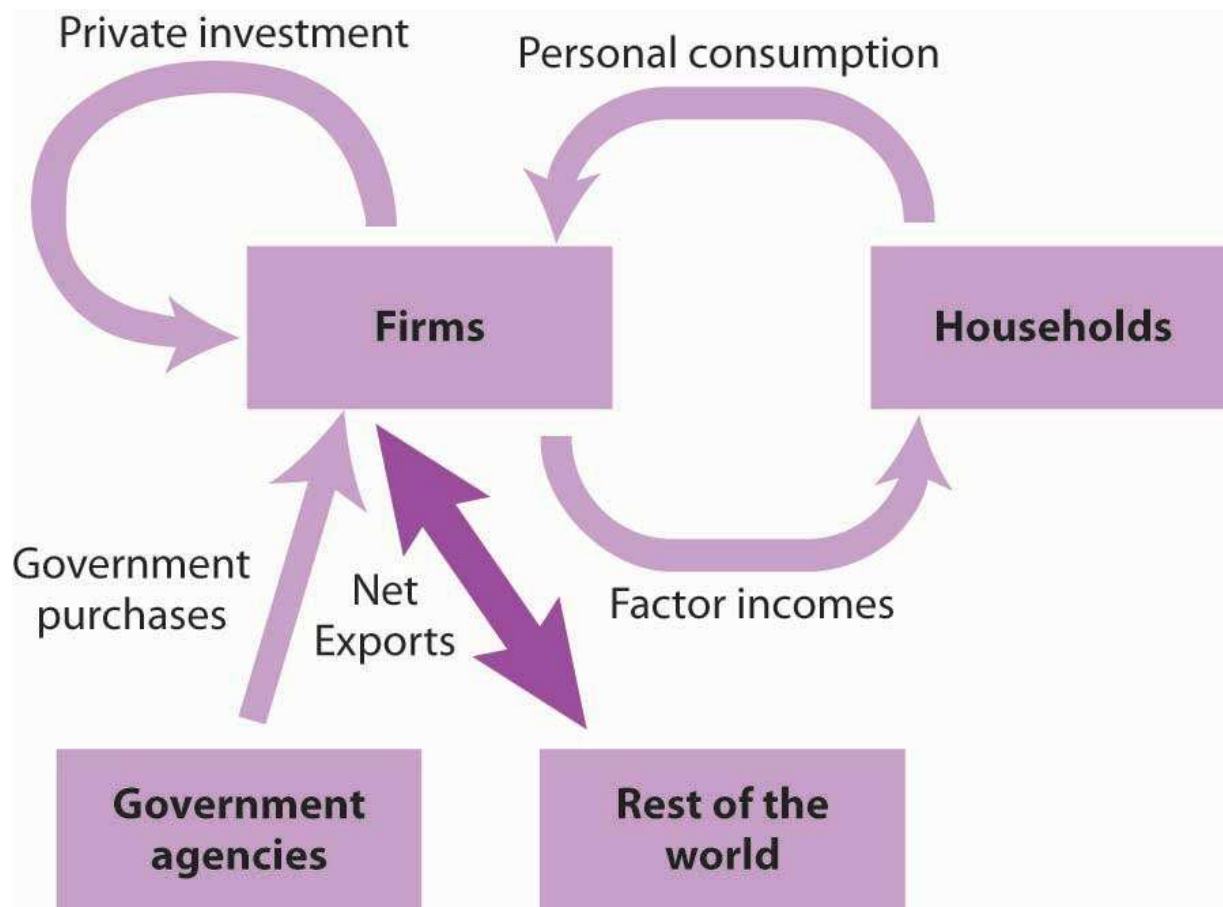 Private investment
Personal consumption
Firms
Households
Government
purchases
Net
Exports
Factor incomes
Government
agencies
Rest of the
world